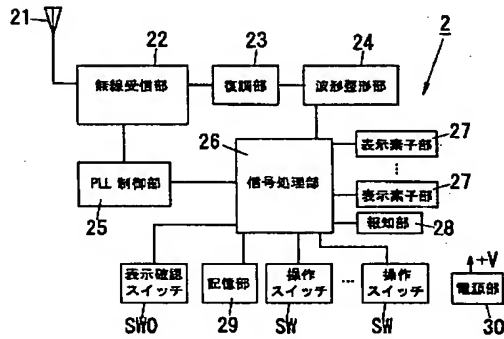 21
22
23
24
2
無線受信部
復調部
波形整形部
26
27
表示素子部
PLL 制御部
信号処理部
27
表示素子部
25
報知部
28
+V
表示確認
スイッチ
記憶部
操作
スイッチ
操作
スイッチ
電源部
SW0
29
SW
SW
30